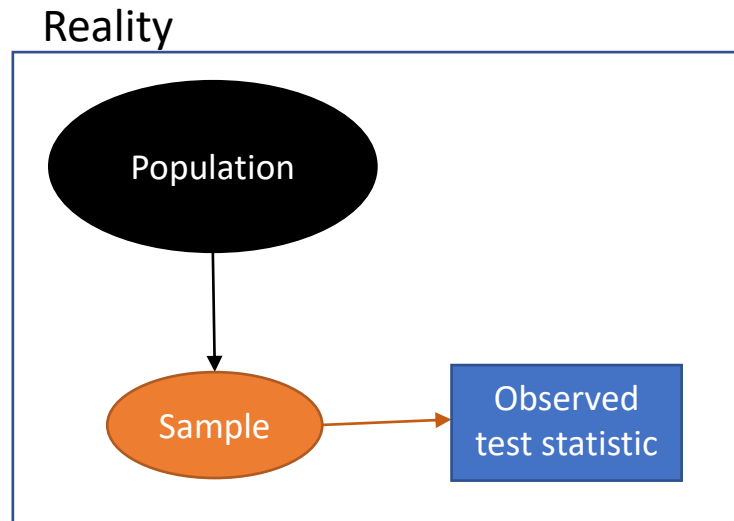 Reality
Population
Sample
Observed
test statistic